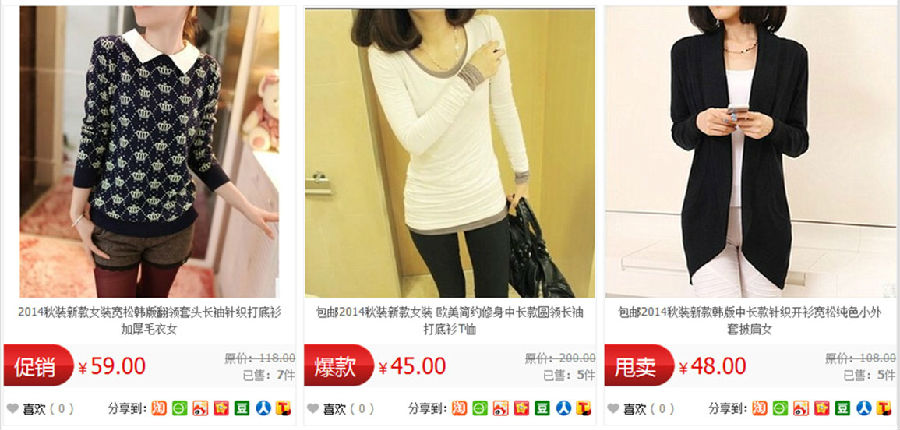 2014秋装新款女装宽松韩版翻领套头长袖针织打底衫
加厚毛衣女
促销
¥59.00
原价:118.00
已售:7件
喜欢(0)
分享到:
包邮2014秋装新款女装 欧美简约修身中长款圆领长袖
打底衫T恤
爆款
¥45.00
原价:200.00
已售:5件
喜欢(0)
分享到:
包邮2014秋装新款韩版中长款针织开衫宽松纯色小外
套披肩女
甩卖
¥48.00
原价:108.00
已售:5件
喜欢(0)
分享到: